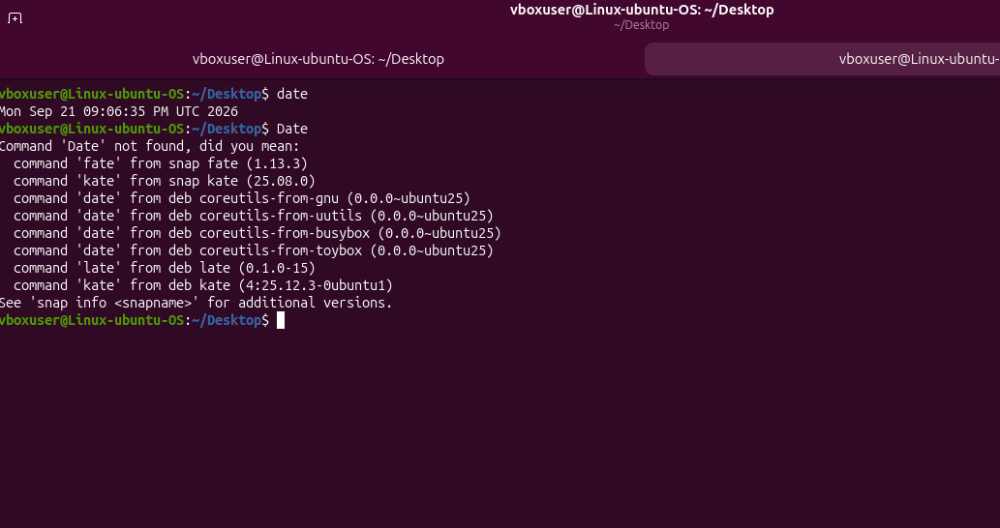 vboxuser@Linux-ubuntu-OS: ~/Desktop
~/Desktop
vboxuser@Linux-ubuntu-OS: ~/Desktop
vboxuser@Linux-ubuntu-
vboxuser@Linux-ubuntu-OS:~/Desktop$ date
Mon Sep 21 09:06:35 PM UTC 2026
vboxuser@Linux-ubuntu-OS:~/Desktop$ Date
Command 'Date' not found, did you mean:
  command 'fate' from snap fate (1.13.3)
  command 'kate' from snap kate (25.08.0)
  command 'date' from deb coreutils-from-gnu (0.0.0~ubuntu25)
  command 'date' from deb coreutils-from-uutils (0.0.0~ubuntu25)
  command 'date' from deb coreutils-from-busybox (0.0.0~ubuntu25)
  command 'date' from deb coreutils-from-toybox (0.0.0~ubuntu25)
  command 'late' from deb late (0.1.0-15)
  command 'kate' from deb kate (4:25.12.3-0ubuntu1)
See 'snap info <snapname>' for additional versions.
vboxuser@Linux-ubuntu-OS:~/Desktop$